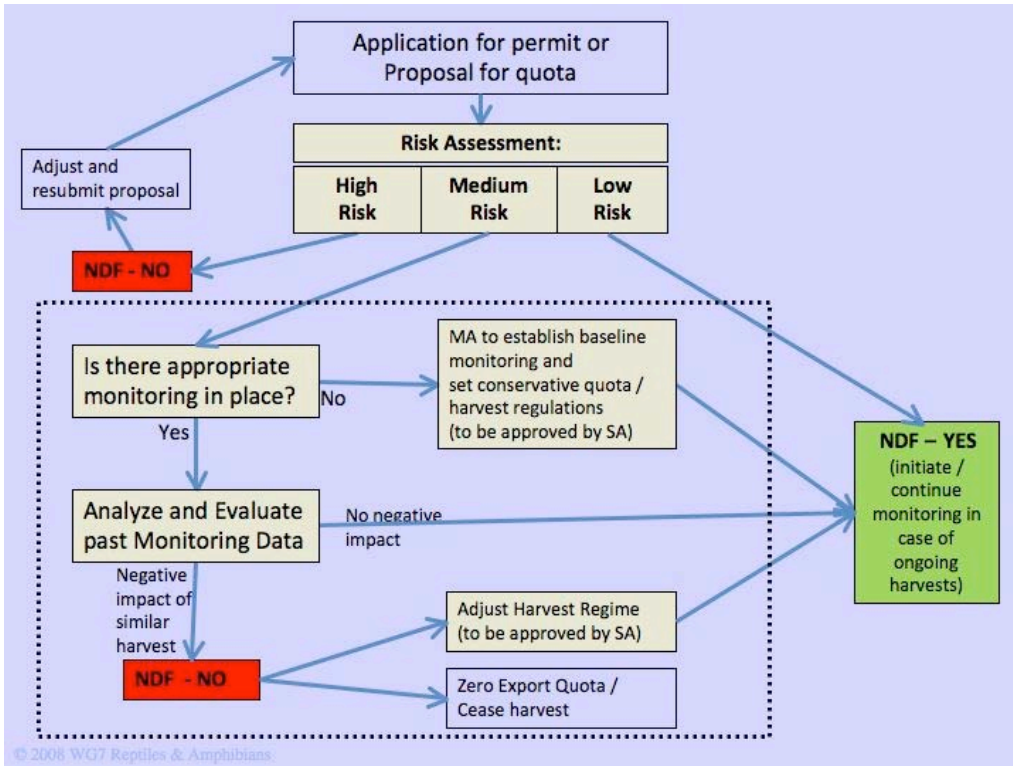 Application for permit or
Proposal for quota
Risk Assessment:
High
Risk
Medium
Risk
Low
Risk
Adjust and
resubmit proposal
NDF - NO
Is there appropriate
monitoring in place?
No
Yes
MA to establish baseline
monitoring and
set conservative quota /
harvest regulations
(to be approved by SA)
NDF – YES
(initiate /
continue
monitoring in
case of
ongoing
harvests)
Analyze and Evaluate
past Monitoring Data
No negative
impact
Negative
impact of
similar
harvest
Adjust Harvest Regime
(to be approved by SA)
NDF - NO
Zero Export Quota /
Cease harvest
© 2008 WG7 Reptiles & Amphibians